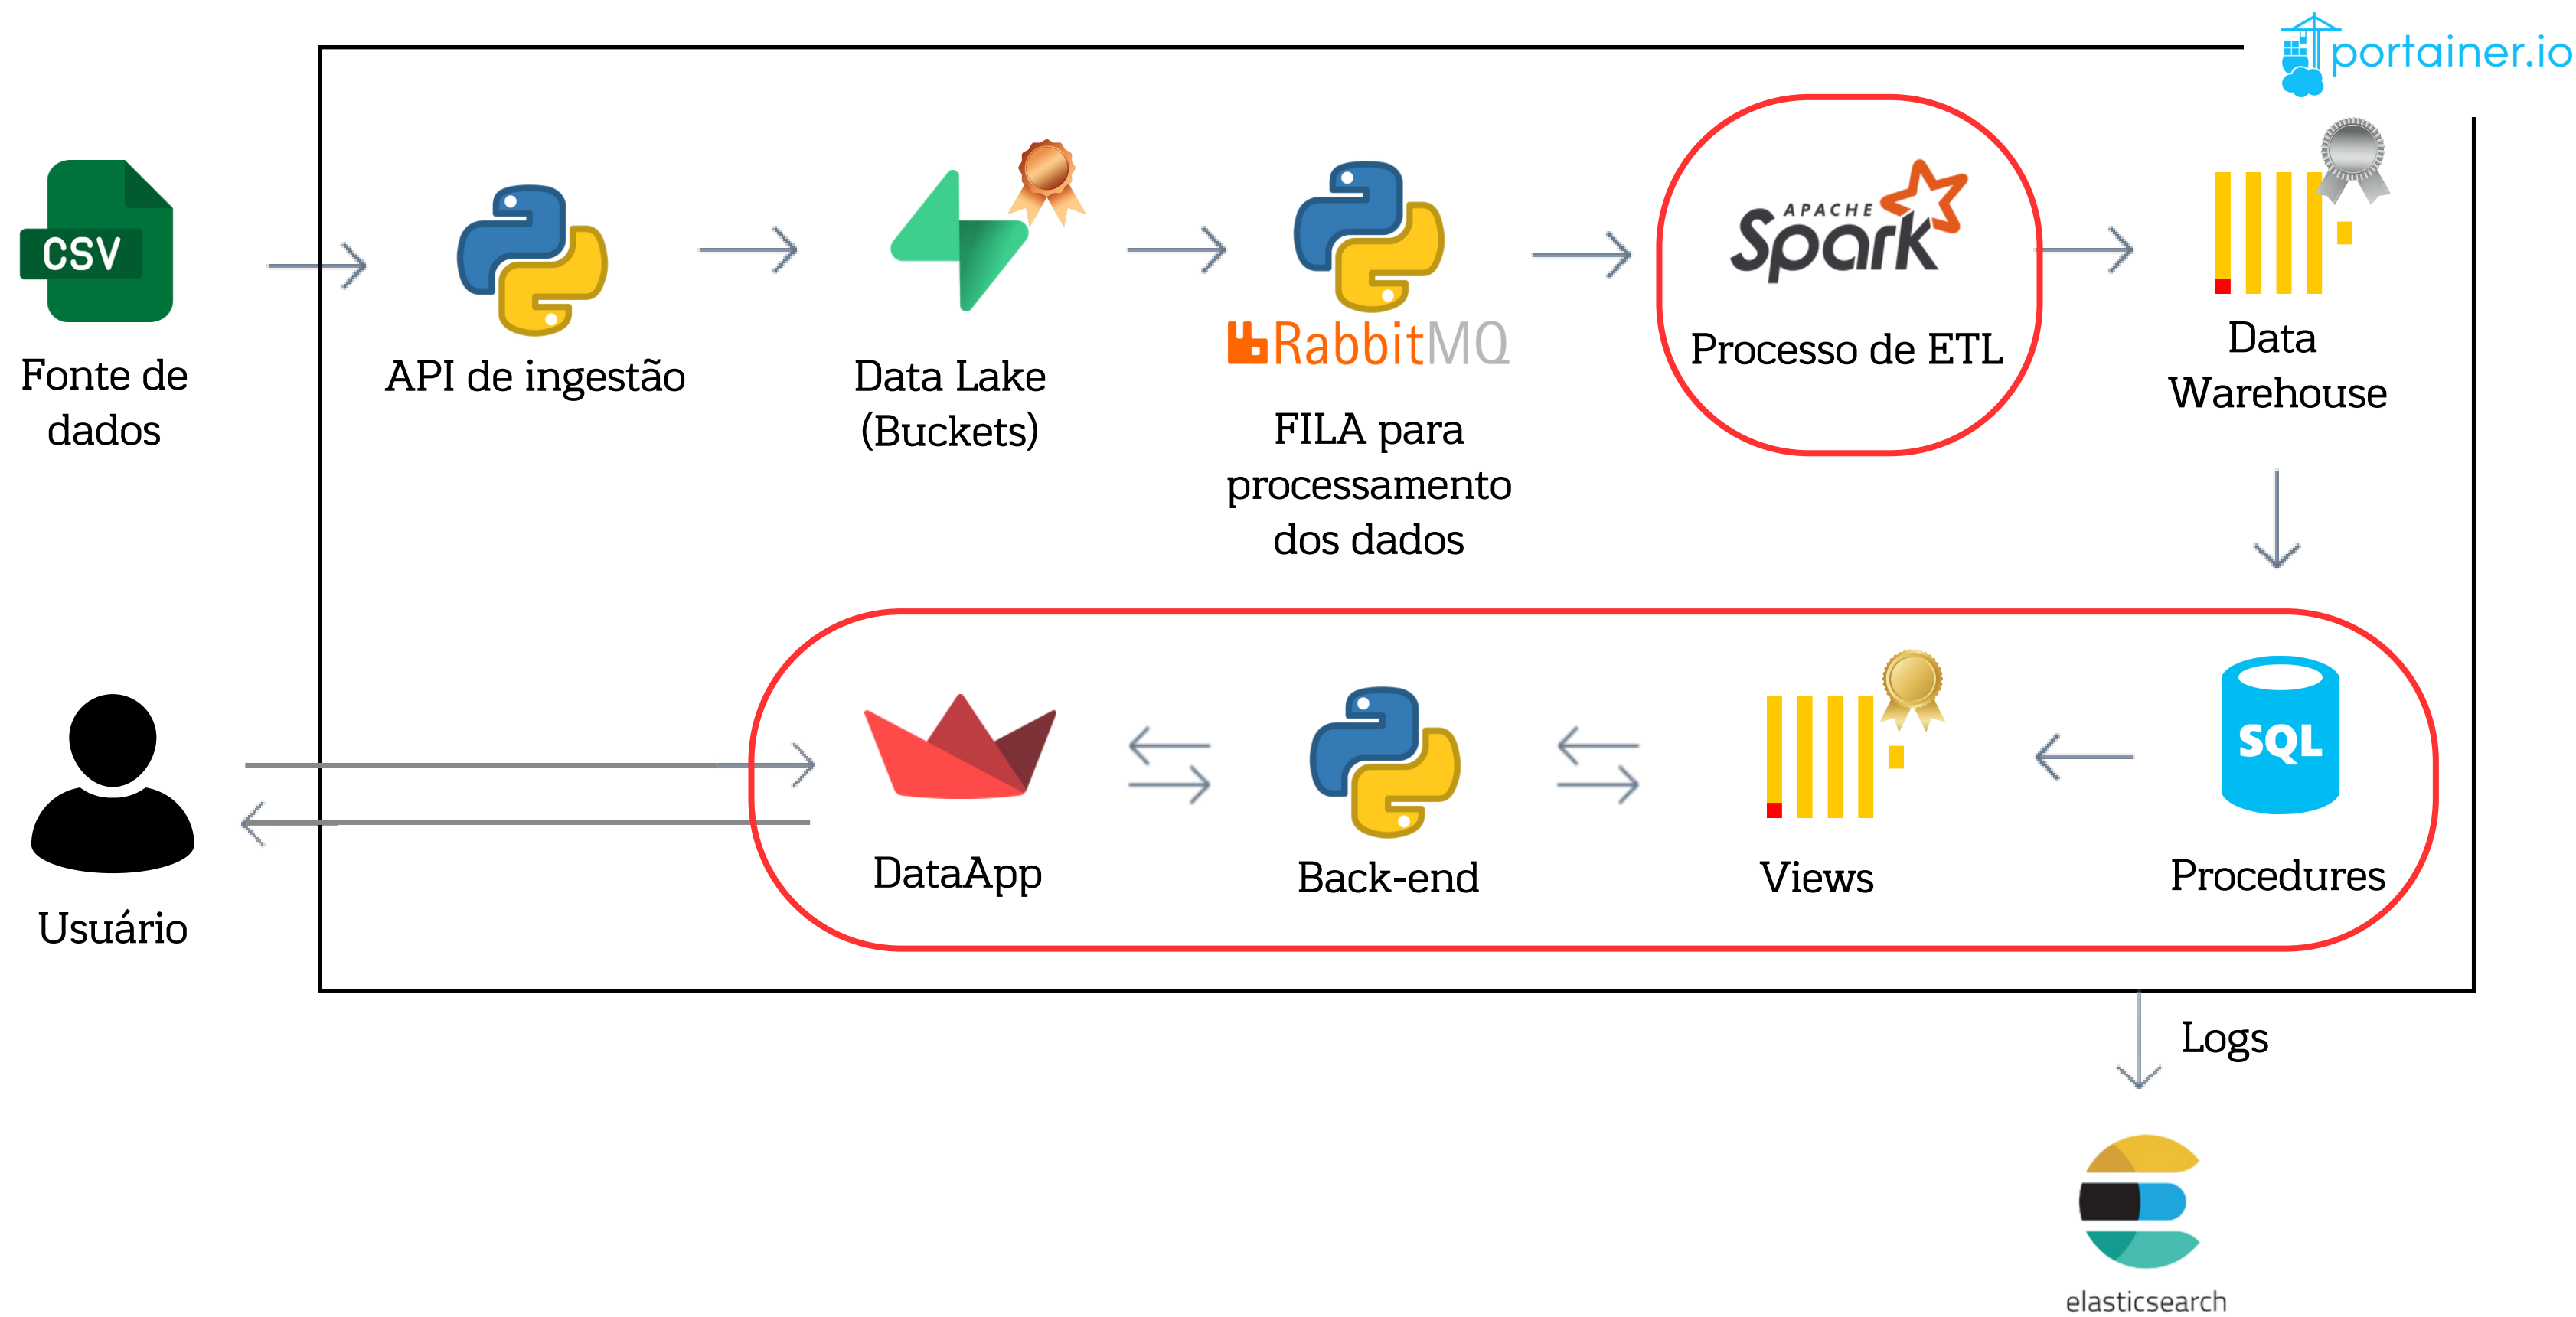 portainer.io
CSV
Fonte de
dados
API de ingestão
Data Lake
(Buckets)
RabbitMQ
FILA para
processamento
dos dados
APACHE
Spark
Processo de ETL
Data
Warehouse
Usuário
DataApp
Back-end
Views
SQL
Procedures
Logs
elasticsearch